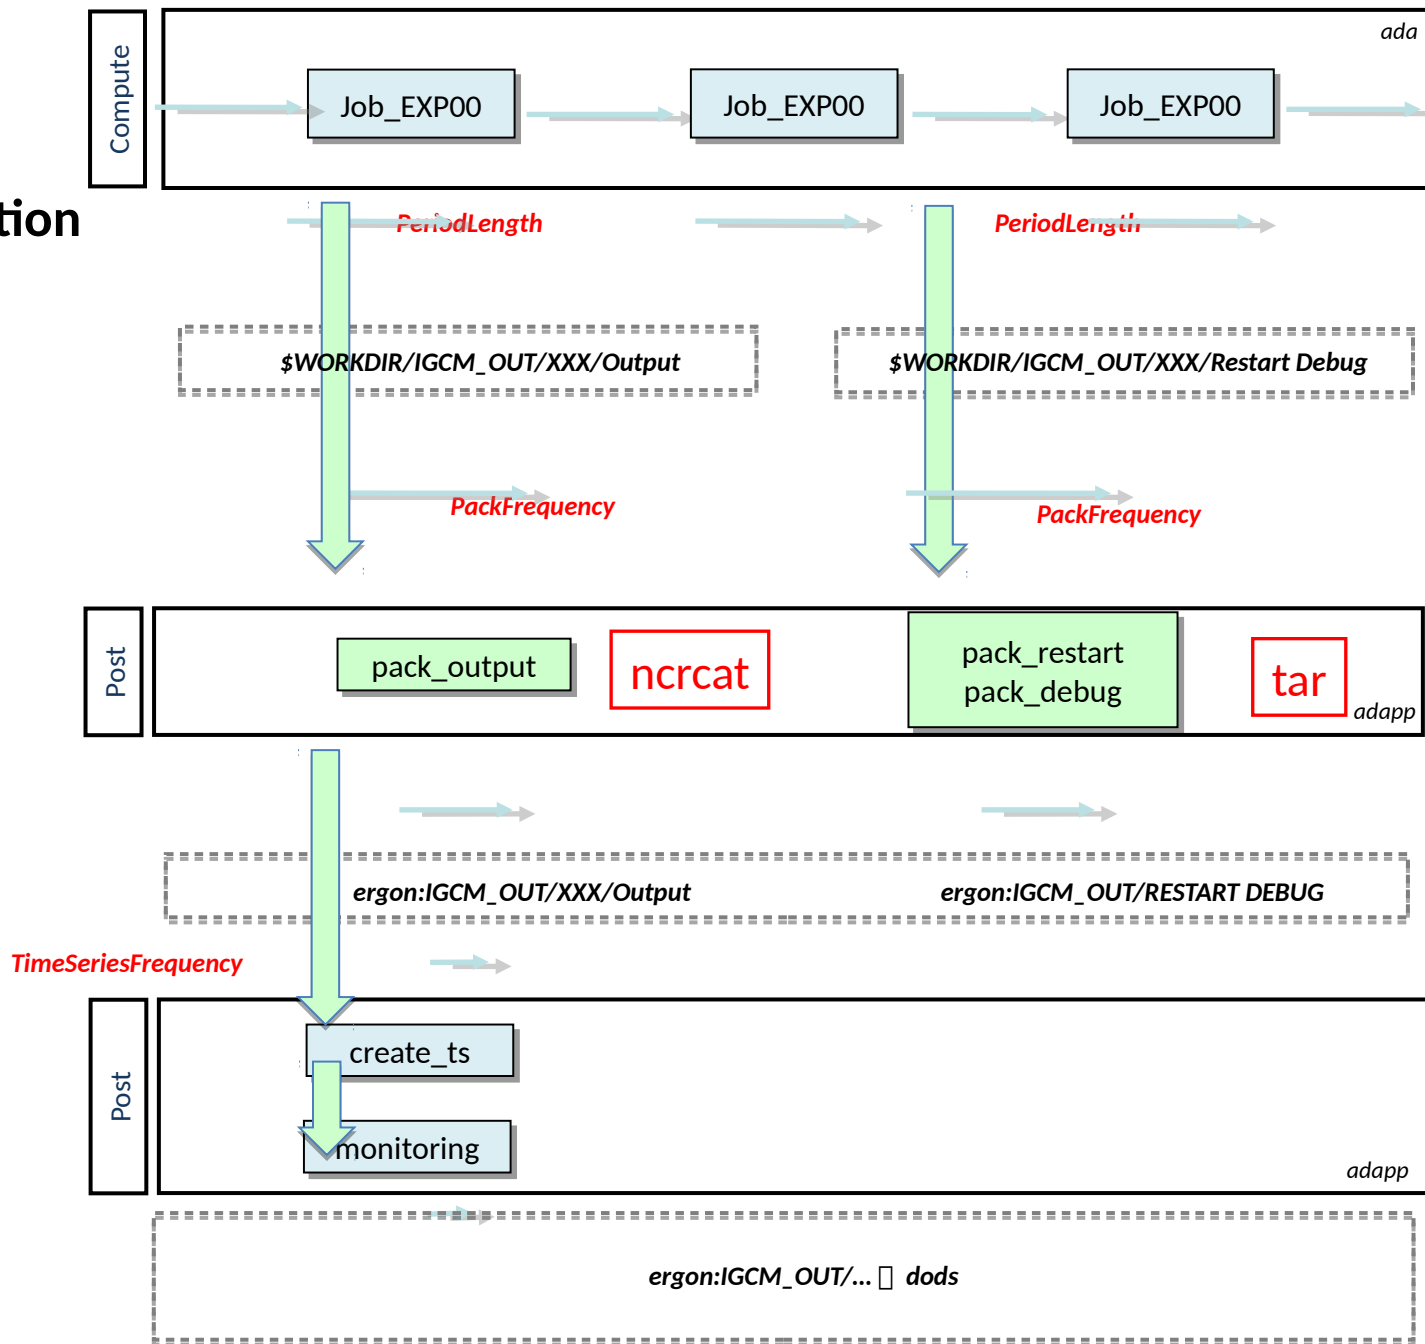 ada
Compute
Job_EXP00
Job_EXP00
Job_EXP00
tion
PeriodLength
PeriodLength
$WORKDIR/IGCM_OUT/XXX/Output
$WORKDIR/IGCM_OUT/XXX/Restart Debug
PackFrequency
PackFrequency
Post
pack_output
ncrcat
pack_restart
pack_debug
tar
adapp
ergon:IGCM_OUT/XXX/Output
ergon:IGCM_OUT/RESTART DEBUG
TimeSeriesFrequency
Post
create_ts
monitoring
adapp
ergon:IGCM_OUT/... dods